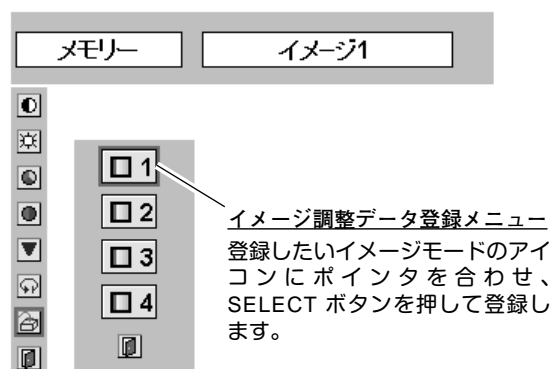 メモリー
イメージ1
1
2
3
4
イメージ調整データ登録メニュー
登録したいイメージモードのアイ
コンにポインタを合わせ、
SELECT ボタンを押して登録し
ます。